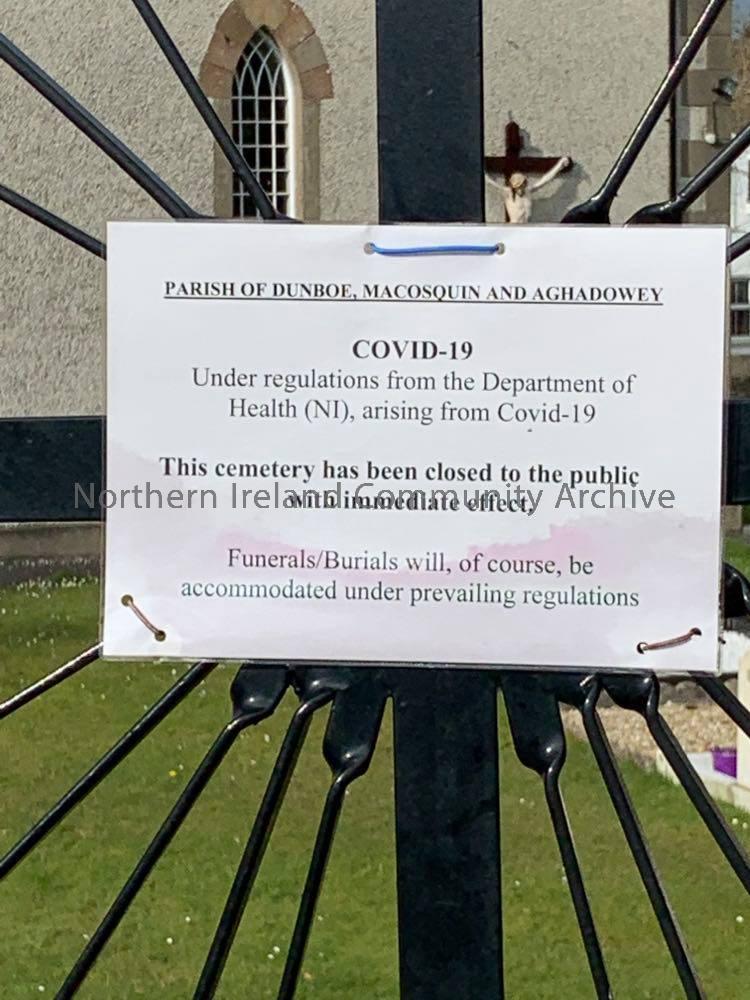 PARISH OF DUNBOE, MACOSQUIN AND AGHADOWEY
COVID-19
Under regulations from the Department of
Health (NI), arising from Covid-19
This cemetery has been closed to the public
Northern Ireland Community Archive
with immediate effect,
Funerals/Burials will, of course, be
accommodated under prevailing regulations